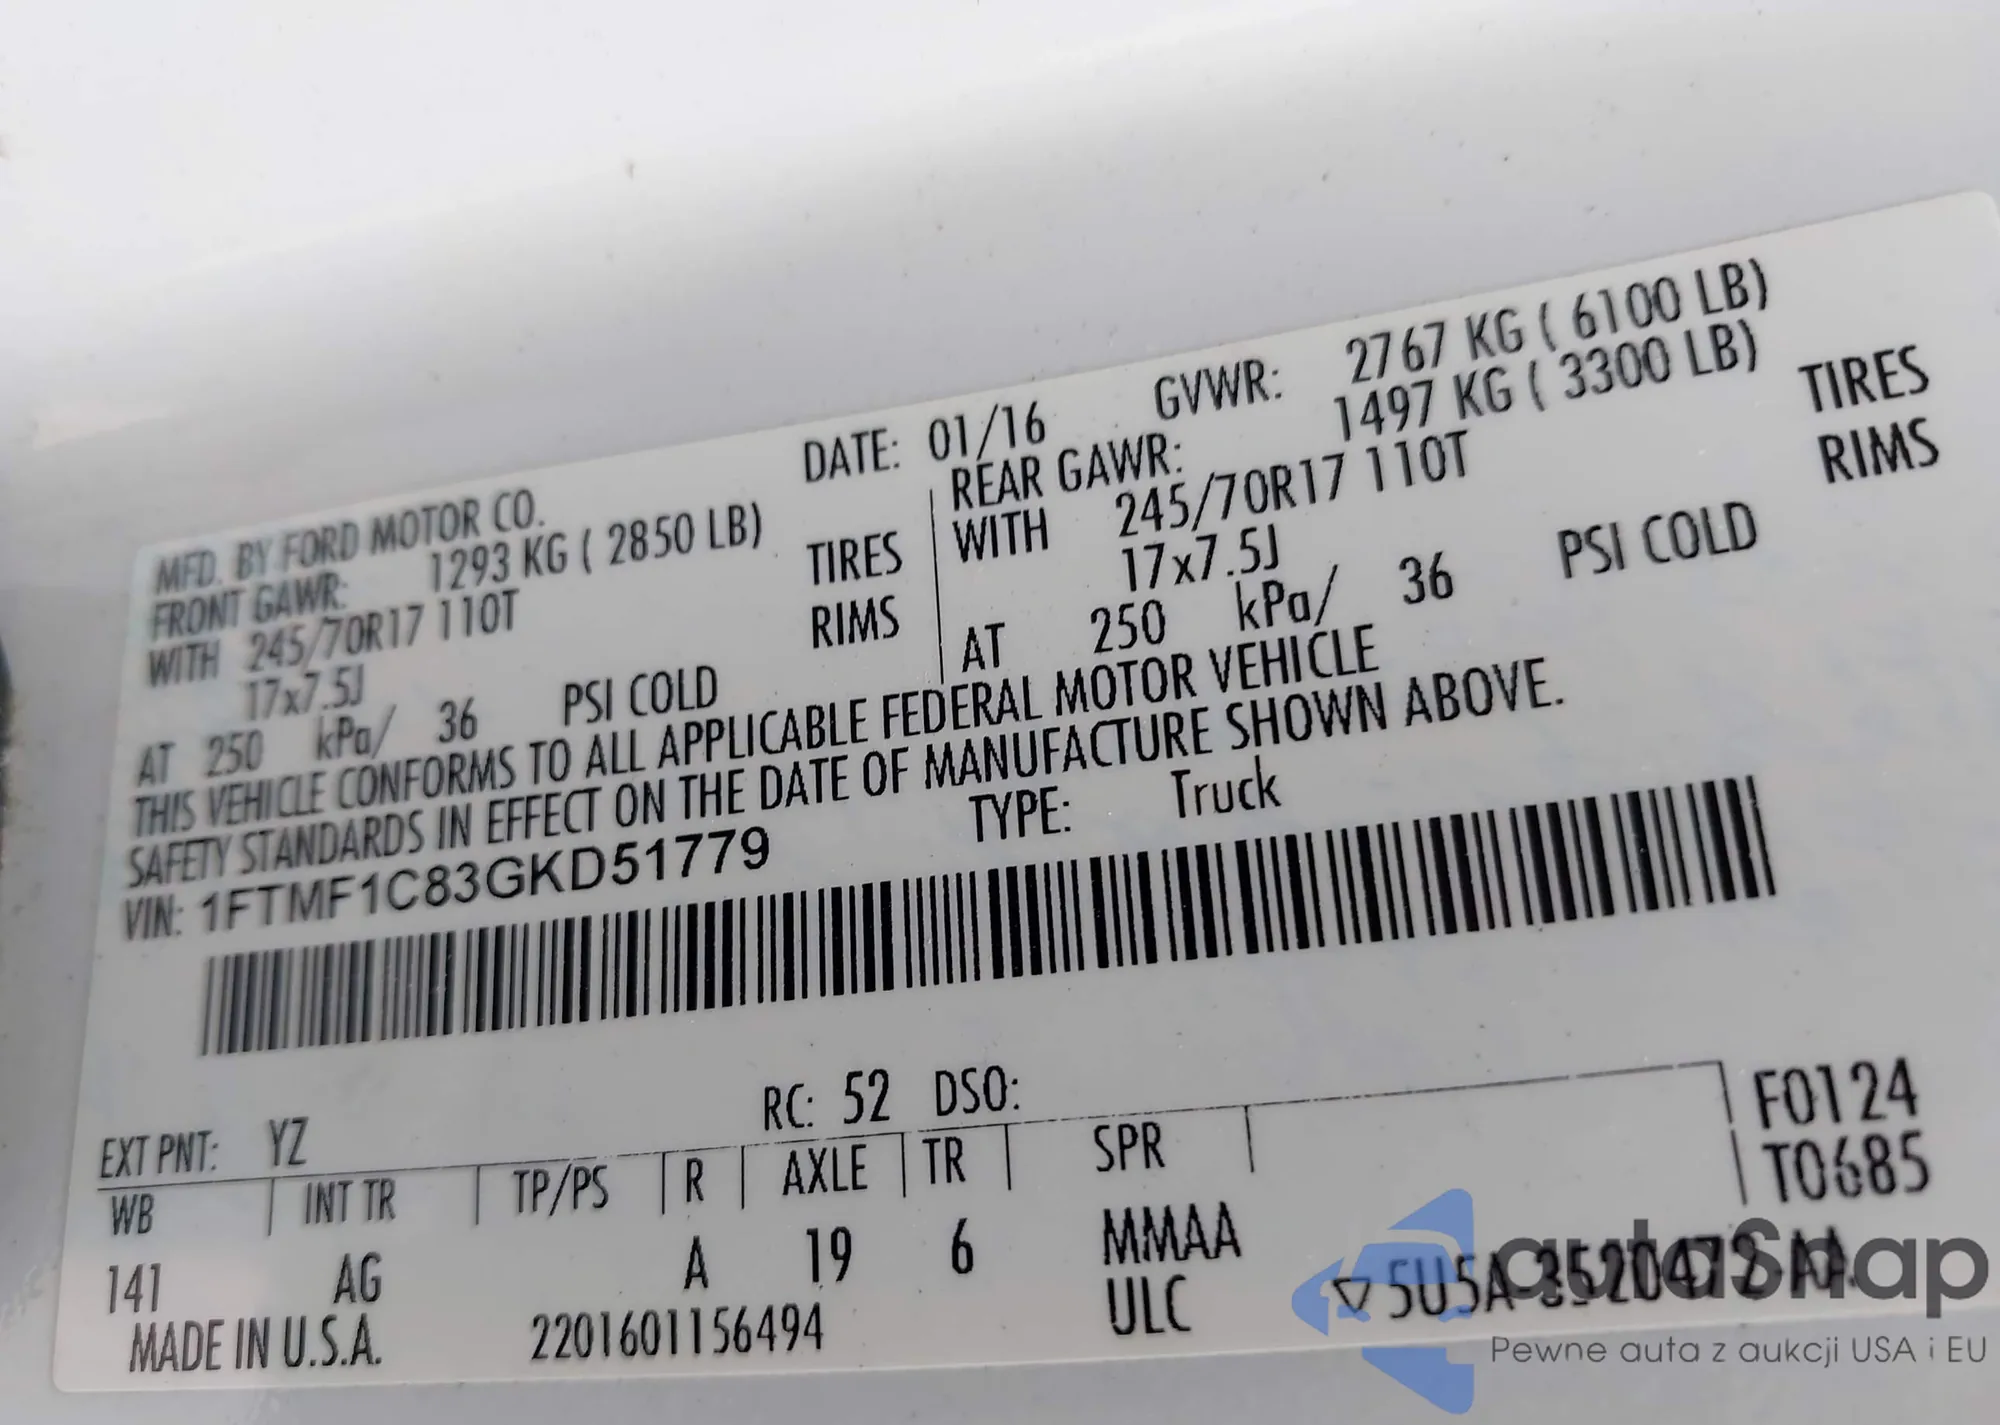 MFD. BY FORD MOTOR CO. DATE: 01/16 GVWR: 2767 KG ( 6100 LB)
FRONT GAWR: 1293 KG ( 2850 LB) REAR GAWR: 1497 KG ( 3300 LB)
WITH 245/70R17 110T TIRES WITH 245/70R17 110T TIRES
17x7.5J RIMS 17x7.5J RIMS
AT 250 kPa/ 36 PSI COLD AT 250 kPa/ 36 PSI COLD
THIS VEHICLE CONFORMS TO ALL APPLICABLE FEDERAL MOTOR VEHICLE
SAFETY STANDARDS IN EFFECT ON THE DATE OF MANUFACTURE SHOWN ABOVE.
VIN: 1FTMF1C83GKD51779 TYPE: Truck
EXT PNT: YZ RC: 52 DSO: F0124
WB INT TR TP/PS R AXLE TR SPR T0685
141 AG A 19 6 MMAA
MADE IN U.S.A. 2201601156494 ULC ▽5U5A-3520472-AA
autoSnap
Pewne auta z aukcji USA i EU